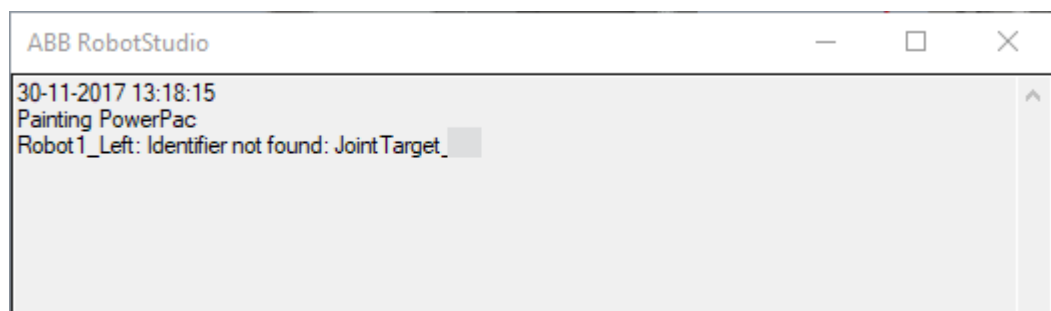 ABB RobotStudio
30-11-2017 13:18:15
Painting PowerPac
Robot1_Left: Identifier not found: JointTarget_